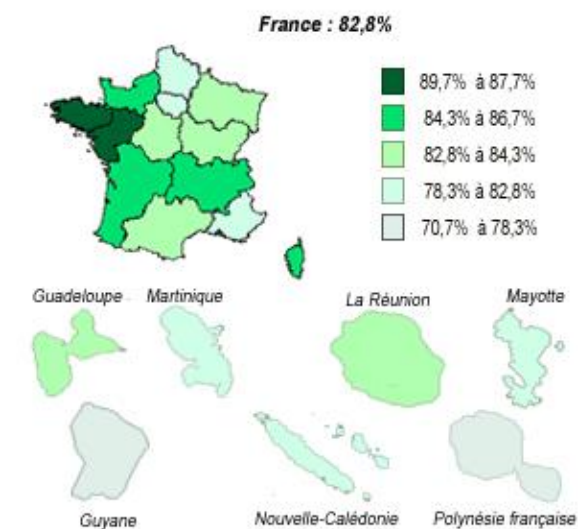 France : 82,8%
89,7% à 87,7%
84,3% à 86,7%
82,8% à 84,3%
78,3% à 82,8%
70,7% à 78,3%
Guadeloupe Martinique La Réunion Mayotte
Guyane Nouvelle-Calédonie Polynésie française